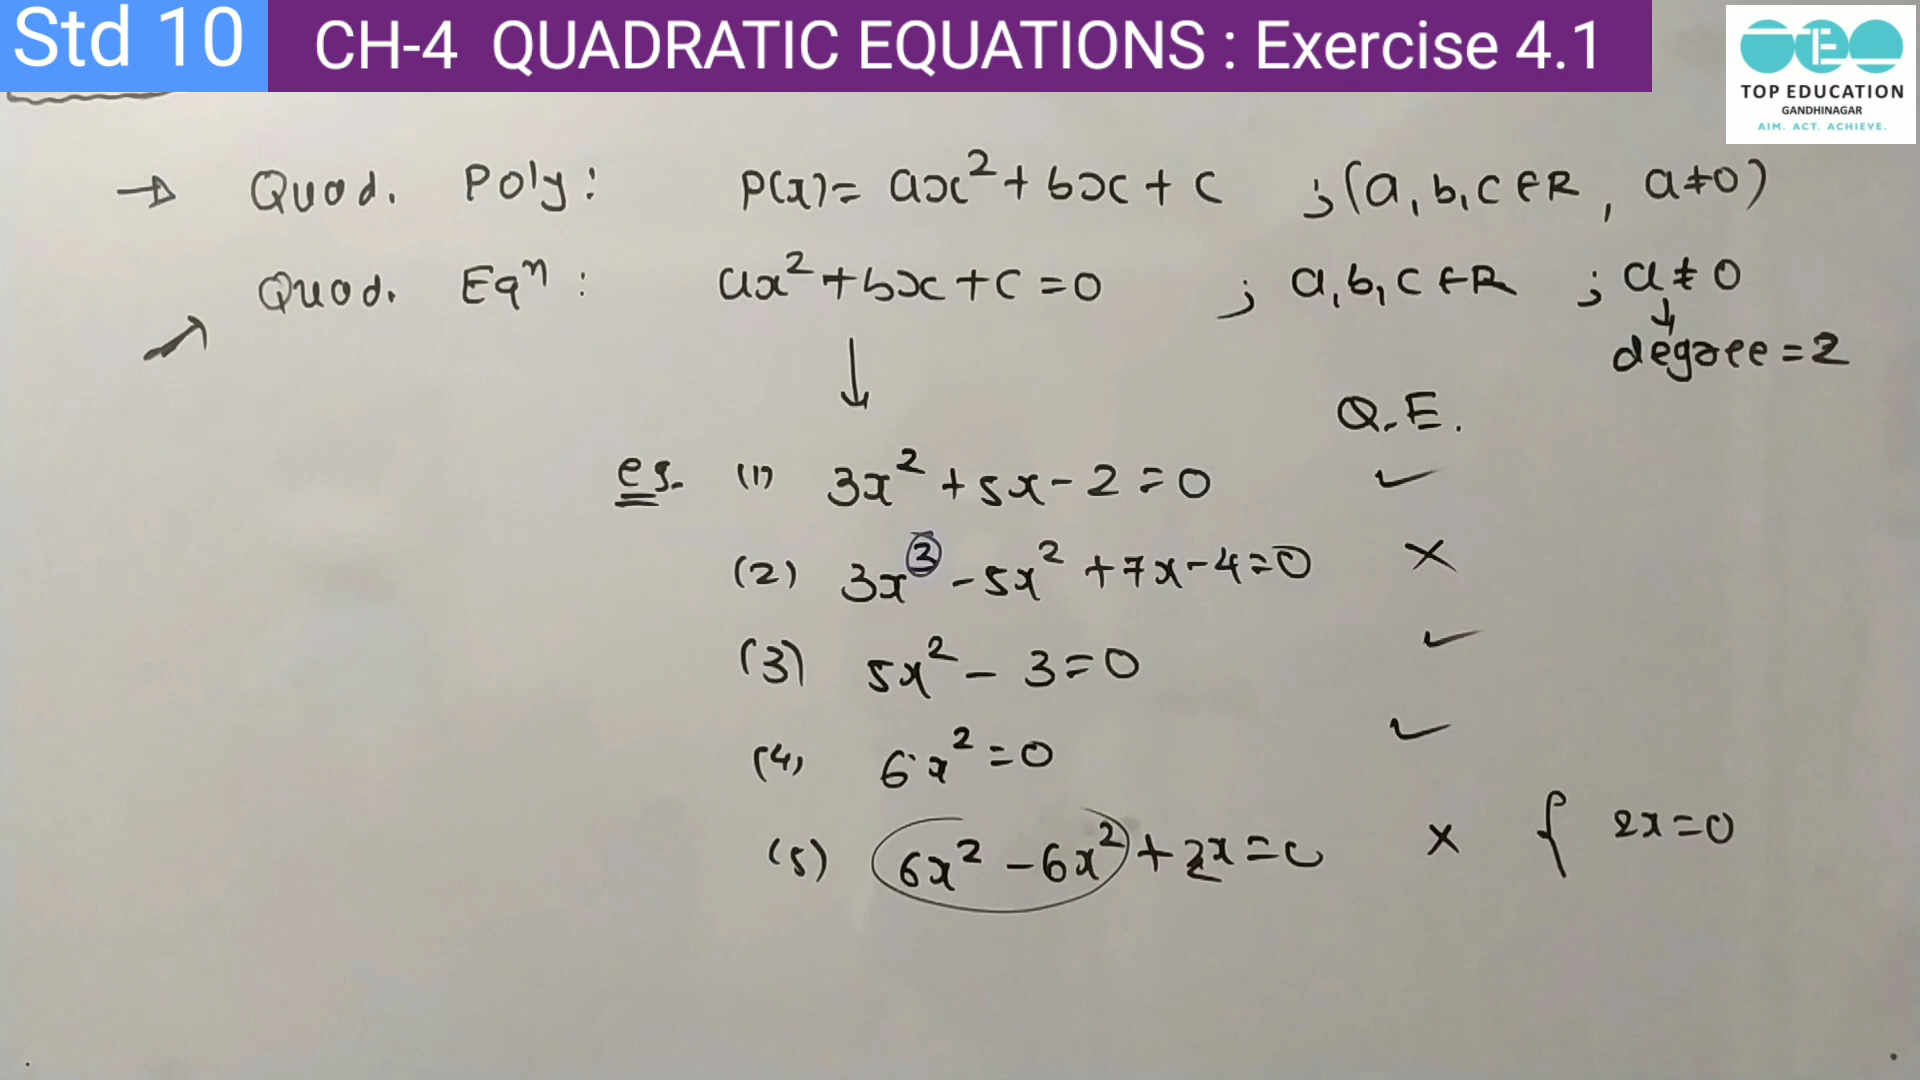 Std 10
CH-4 QUADRATIC EQUATIONS : Exercise 4.1
TOP EDUCATION
GANDHINAGAR
AIM. ACT. ACHIEVE.
→ Quad. Poly: P(x)= ax²+bx+c ;(a,b,c∈R, a≠0)
Quad. Eqⁿ: ax²+bx+c=0 ; a,b,c∈R ; a≠0
↓
degree=2
↓
Q.E.
eg. (1) 3x²+5x-2=0 ✓
(2) 3x³-5x²+7x-4=0 ×
(3) 5x²-3=0 ✓
(4) 6x²=0 ✓
(5) 6x²-6x²+2x=0 × { 2x=0